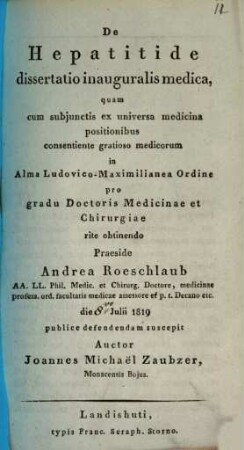 12
De
Hepatitide
dissertatio inauguralis medica,
quam
cum subjunctis ex universa medicina
positionibus
consentiente gratioso medicorum
in
Alma Ludovico-Maximilianea Ordine
pro
gradu Doctoris Medicinae et
Chirurgiae
rite obtinendo
Praeside
Andrea Roeschlaub
AA. LL. Phil. Medic. et Chirurg. Doctore, medicinae
profess. ord. facultatis medicae assessore et p. t. Decano etc.
die 8 Julii 1819
publice defendendam suscepit
Auctor
Joannes Michaël Zaubzer,
Monacensis Bojus.
Landishuti,
typis Franc. Seraph. Storno.